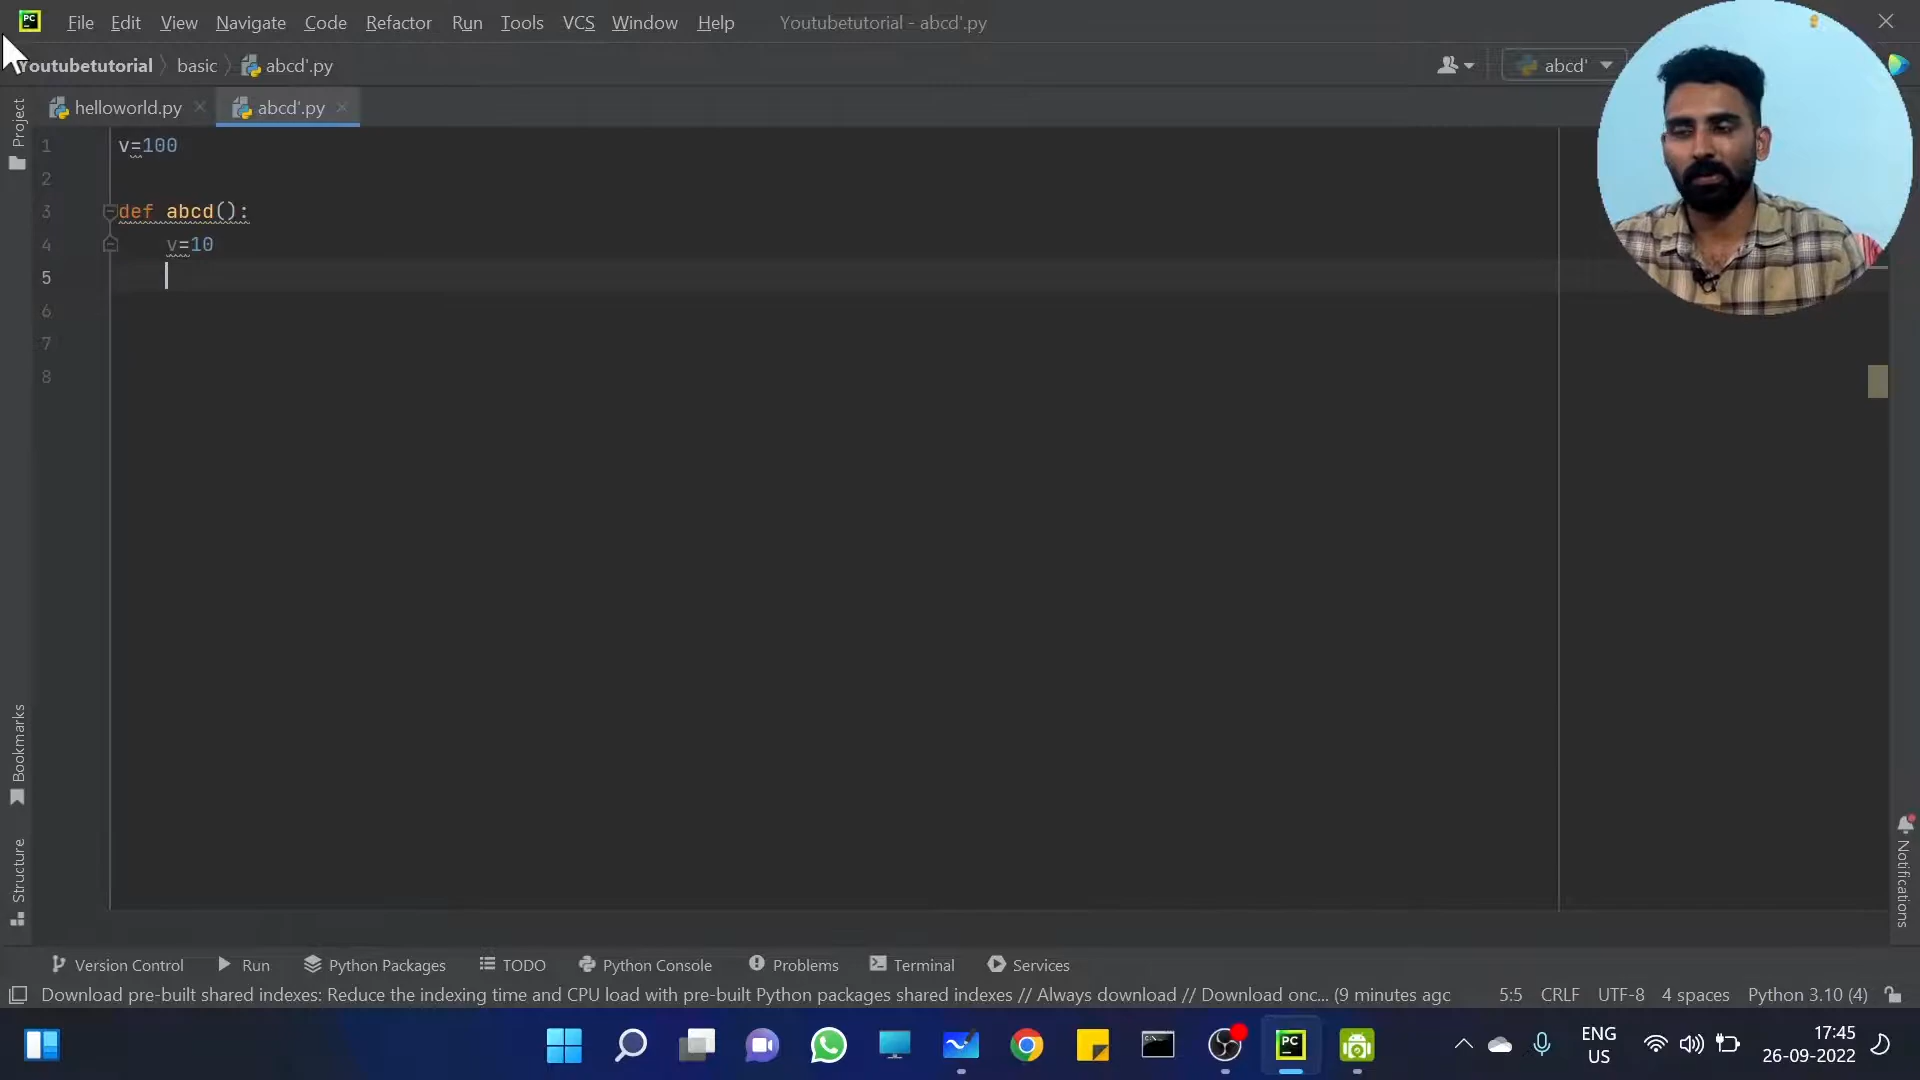 PC File Edit View Navigate Code Refactor Run Tools VCS Window Help Youtubetutorial - abcd'.py
Youtubetutorial basic abcd'.py abcd'
helloworld.py abcd'.py
Project
1 v=100
2
3 def abcd():
4 v=10
5
6
7
8
Bookmarks
Structure
Notifications
Version Control Run Python Packages TODO Python Console Problems Terminal Services
Download pre-built shared indexes: Reduce the indexing time and CPU load with pre-built Python packages shared indexes // Always download // Download onc... (9 minutes agc 5:5 CRLF UTF-8 4 spaces Python 3.10 (4)
PC
ENG
US
17:45
26-09-2022